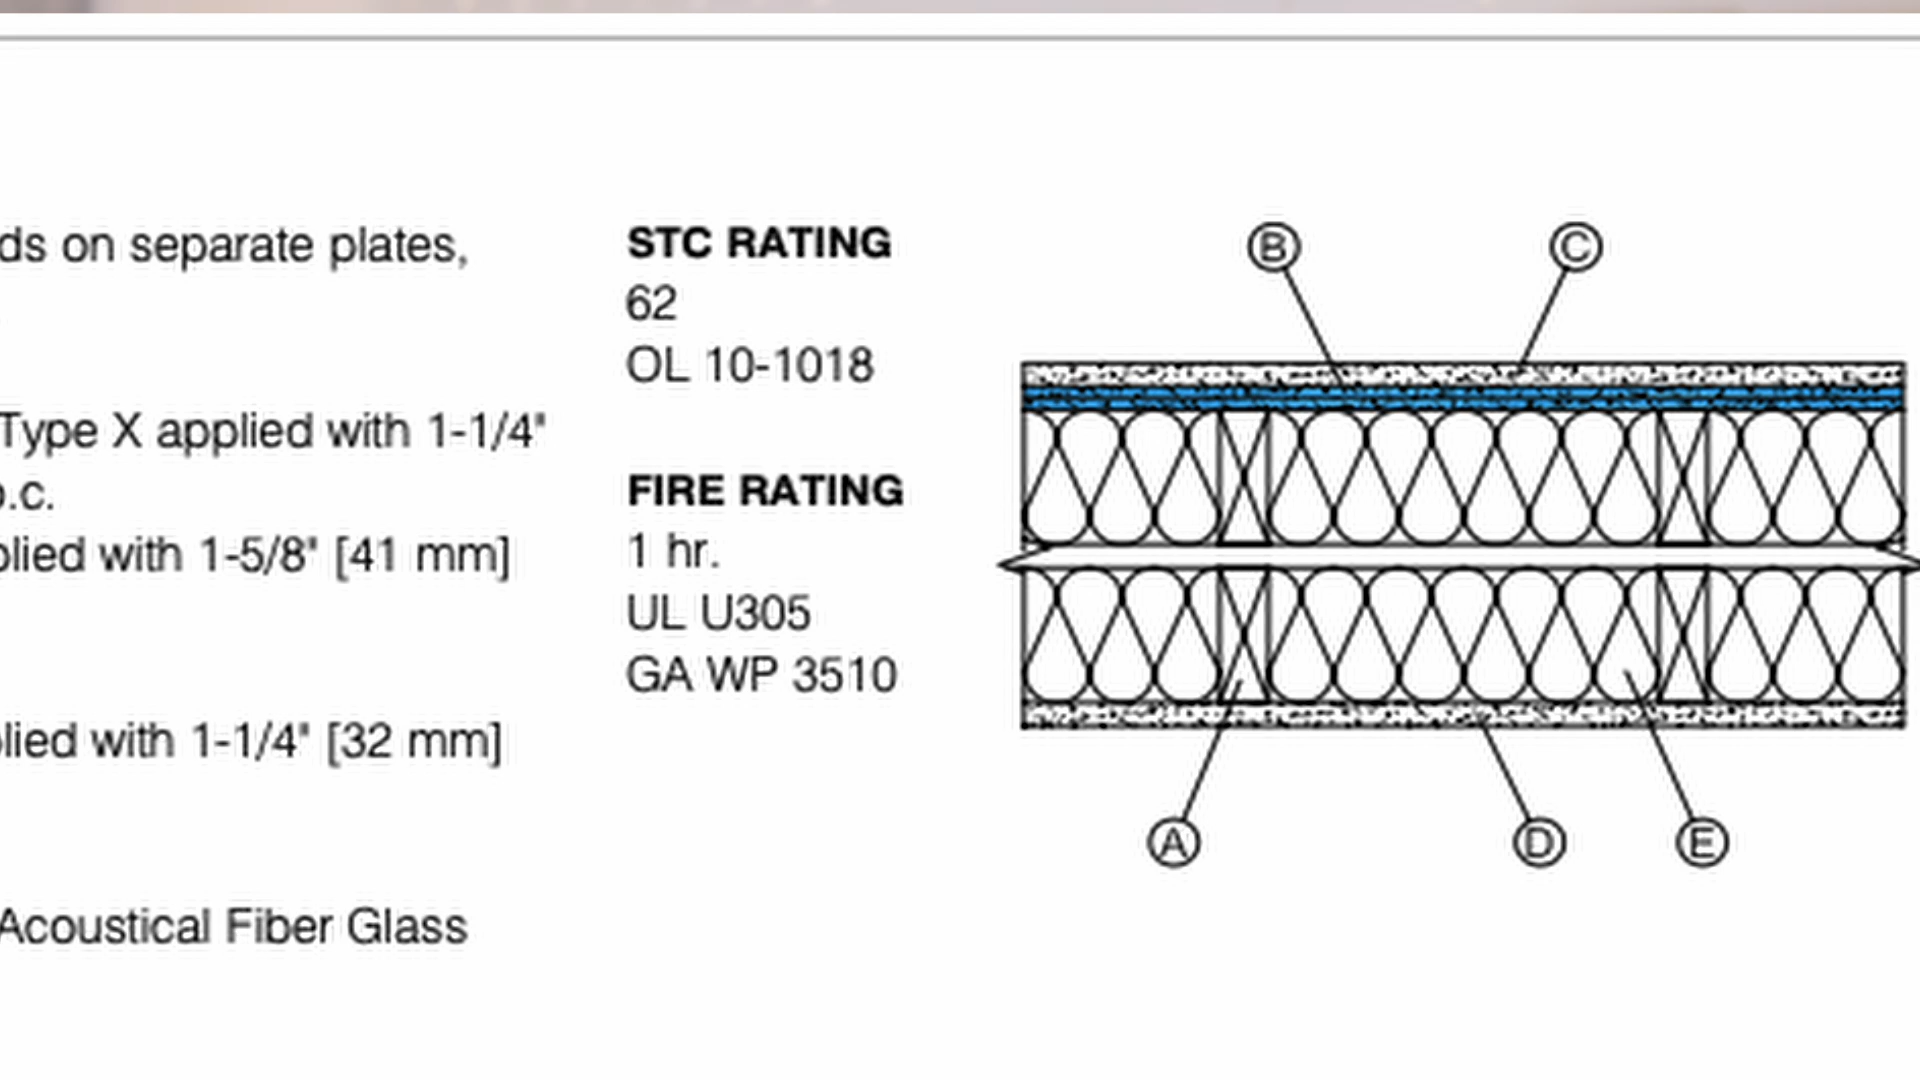 ds on separate plates,
Type X applied with 1-1/4"
o.c.
plied with 1-5/8" [41 mm]
plied with 1-1/4" [32 mm]
Acoustical Fiber Glass
STC RATING
62
OL 10-1018
FIRE RATING
1 hr.
UL U305
GA WP 3510
B C
A D E